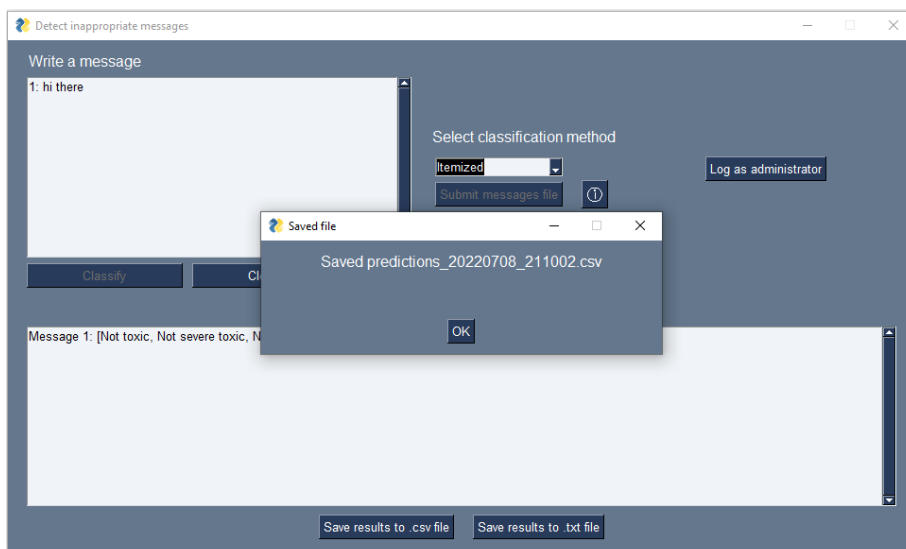 Detect inappropriate messages
Write a message
1: hi there
Select classification method
Itemized
Log as administrator
Submit messages file
Saved file
Saved predictions_20220708_211002.csv
Classify
OK
Message 1: [Not toxic, Not severe toxic,
Save results to .csv file
Save results to .txt file